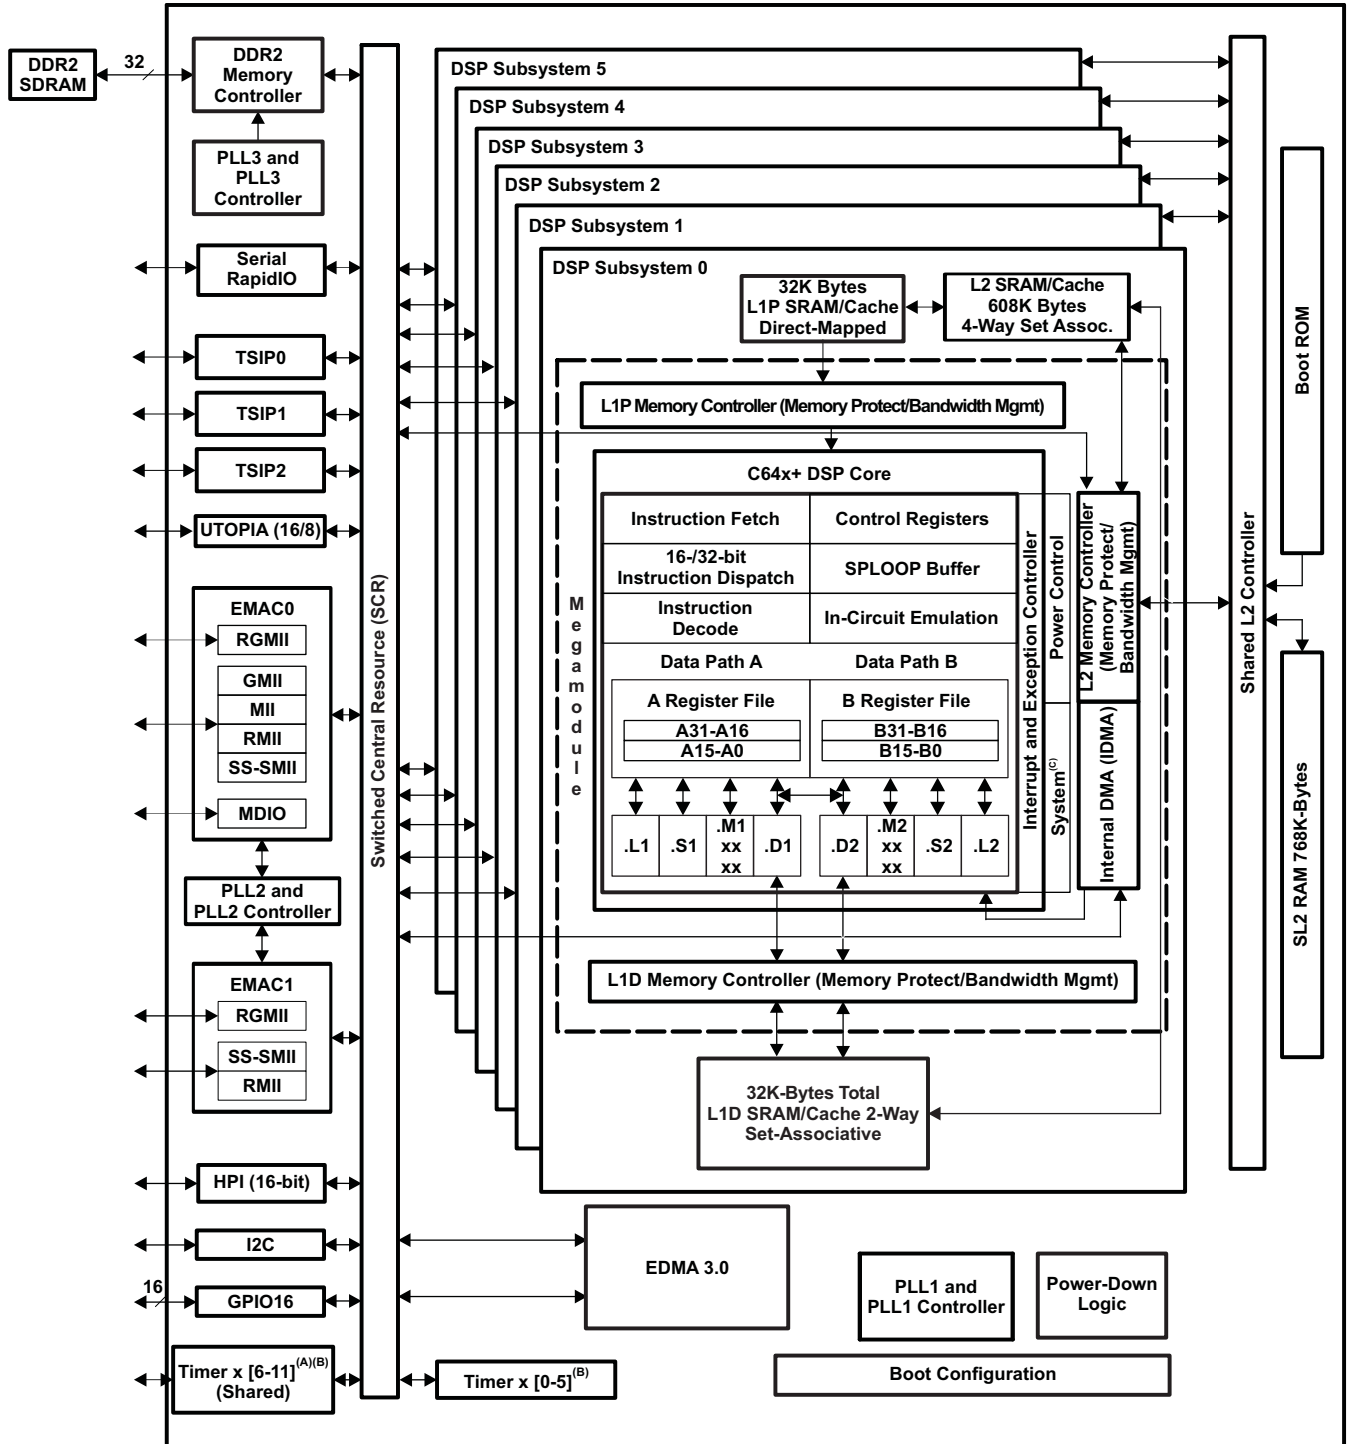 DDR2
SDRAM
32
DDR2
Memory
Controller
PLL3 and
PLL3
Controller
Serial
RapidIO
TSIP0
TSIP1
TSIP2
UTOPIA (16/8)
EMAC0
RGMII
GMII
MII
RMII
SS-SMII
MDIO
PLL2 and
PLL2 Controller
EMAC1
RGMII
SS-SMII
RMII
HPI (16-bit)
I2C
16
GPIO16
Timer x [6-11](A)(B)
(Shared)
Switched Central Resource (SCR)
DSP Subsystem 5
DSP Subsystem 4
DSP Subsystem 3
DSP Subsystem 2
DSP Subsystem 1
DSP Subsystem 0
32K Bytes
L1P SRAM/Cache
Direct-Mapped
L2 SRAM/Cache
608K Bytes
4-Way Set Assoc.
L1P Memory Controller (Memory Protect/Bandwidth Mgmt)
Megamodule
C64x+ DSP Core
Instruction Fetch
Control Registers
16-/32-bit
Instruction Dispatch
SPLOOP Buffer
Instruction
Decode
In-Circuit Emulation
Data Path A
Data Path B
A Register File
B Register File
A31-A16
A15-A0
B31-B16
B15-B0
.L1
.S1
.M1
xx
xx
.D1
.D2
.M2
xx
xx
.S2
.L2
Interrupt and Exception Controller
Power Control
System(C)
L2 Memory Controller
(Memory Protect/
Bandwidth Mgmt)
Internal DMA (IDMA)
L1D Memory Controller (Memory Protect/Bandwidth Mgmt)
32K-Bytes Total
L1D SRAM/Cache 2-Way
Set-Associative
Shared L2 Controller
Boot ROM
SL2 RAM 768K-Bytes
EDMA 3.0
PLL1 and
PLL1 Controller
Power-Down
Logic
Boot Configuration
Timer x [0-5](B)